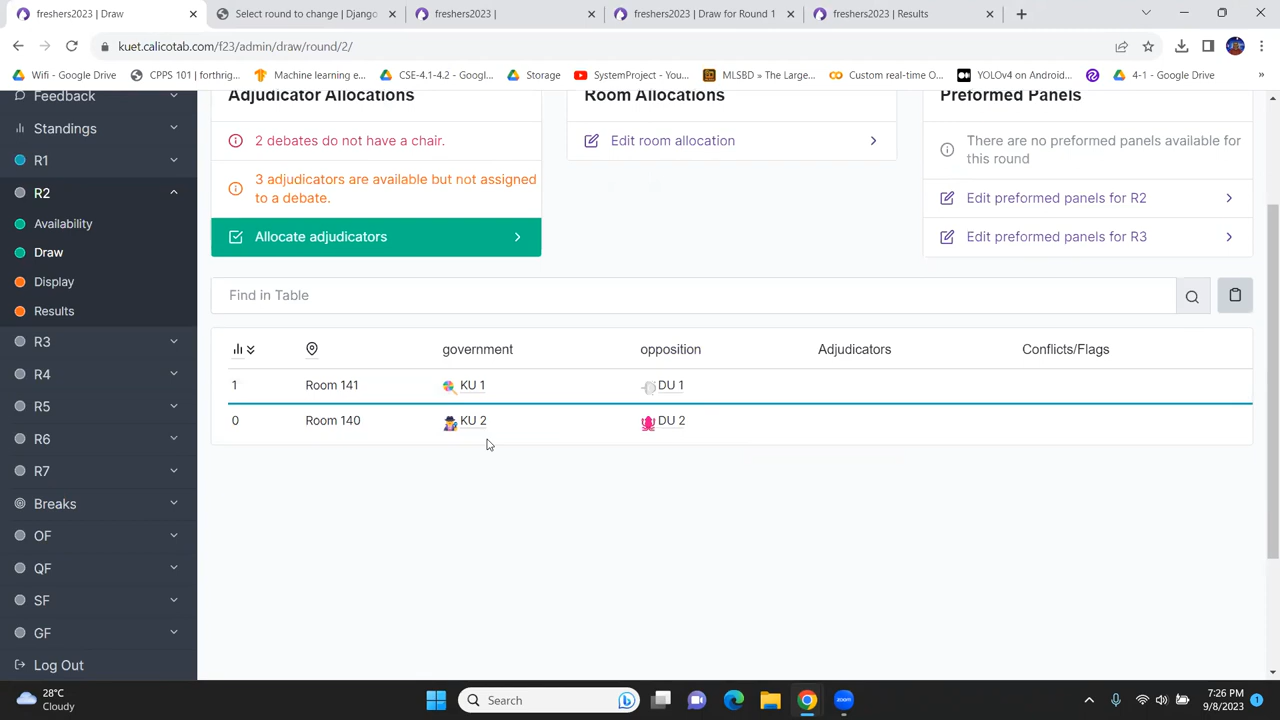 freshers2023 | Draw
Select round to change | Django
freshers2023 |
freshers2023 | Draw for Round 1
freshers2023 | Results
kuet.calicotab.com/f23/admin/draw/round/2/
Wifi - Google Drive
CPPS 101 | forthrig...
Machine learning e...
CSE-4.1-4.2 - Googl...
Storage
SystemProject - You...
MLSBD » The Large...
Custom real-time O...
YOLOv4 on Android...
4-1 - Google Drive
»
Feedback
Standings
R1
R2
Availability
Draw
Display
Results
R3
R4
R5
R6
R7
Breaks
OF
QF
SF
GF
Log Out
Adjudicator Allocations
2 debates do not have a chair.
3 adjudicators are available but not assigned
to a debate.
Allocate adjudicators
Room Allocations
Edit room allocation
Preformed Panels
There are no preformed panels available for
this round
Edit preformed panels for R2
Edit preformed panels for R3
Find in Table
government opposition Adjudicators Conflicts/Flags
1 Room 141 KU 1 DU 1
0 Room 140 KU 2 DU 2
28°C
Cloudy
Search
zoom
7:26 PM
9/8/2023